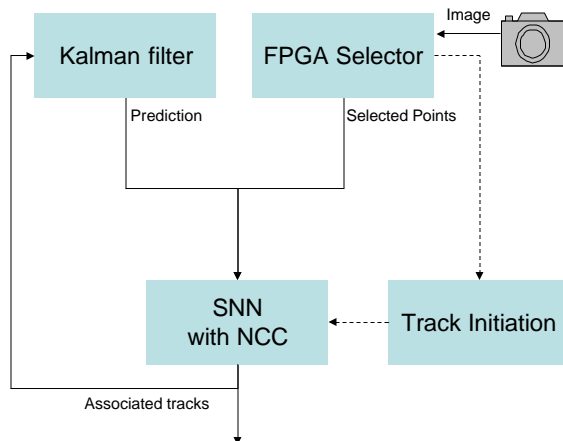 Image
Kalman filter
FPGA Selector
Prediction
Selected Points
SNN
with NCC
Track Initiation
Associated tracks